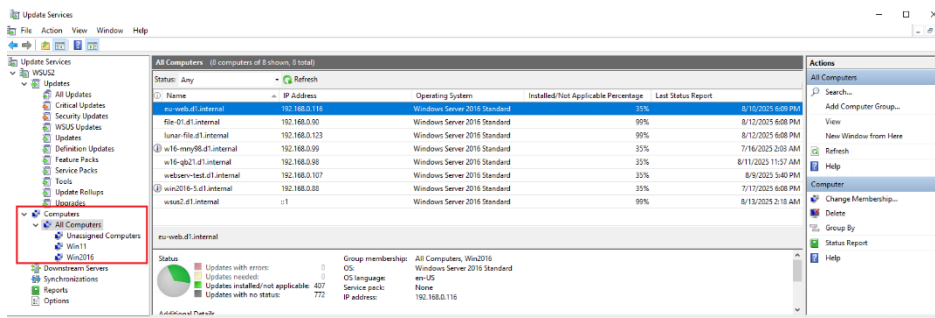 Update Services
File Action View Window Help
Update Services
WSUS2
Updates
All Updates
Critical Updates
Security Updates
WSUS Updates
Updates
Definition Updates
Feature Packs
Service Packs
Tools
Update Rollups
Upgrades
Computers
All Computers
Unassigned Computers
Win11
Win2016
Downstream Servers
Synchronizations
Reports
Options
All Computers (8 computers of 8 shown, 8 total)
Status: Any Refresh
Name IP Address Operating System Installed/Not Applicable Percentage Last Status Report
eu-web.d1.internal 192.168.0.116 Windows Server 2016 Standard 35% 8/10/2025 6:09 PM
file-01.d1.internal 192.168.0.90 Windows Server 2016 Standard 99% 8/12/2025 6:08 PM
lunar-file.d1.internal 192.168.0.123 Windows Server 2016 Standard 99% 8/12/2025 6:08 PM
w16-mny98.d1.internal 192.168.0.99 Windows Server 2016 Standard 35% 7/16/2025 2:03 AM
w16-qb21.d1.internal 192.168.0.98 Windows Server 2016 Standard 35% 8/11/2025 11:57 AM
webserv-test.d1.internal 192.168.0.107 Windows Server 2016 Standard 35% 8/9/2025 5:40 PM
win2016-5.d1.internal 192.168.0.88 Windows Server 2016 Standard 35% 7/17/2025 6:08 PM
wsus2.d1.internal ::1 Windows Server 2016 Standard 99% 8/13/2025 2:18 AM
eu-web.d1.internal
Status
Updates with errors: 0
Updates needed: 0
Updates installed/not applicable: 407
Updates with no status: 772
Group membership: All Computers, Win2016
OS: Windows Server 2016 Standard
OS language: en-US
Service pack: None
IP address: 192.168.0.116
Additional Details
Actions
All Computers
Search...
Add Computer Group...
View
New Window from Here
Refresh
Help
Computer
Change Membership...
Delete
Group By
Status Report
Help